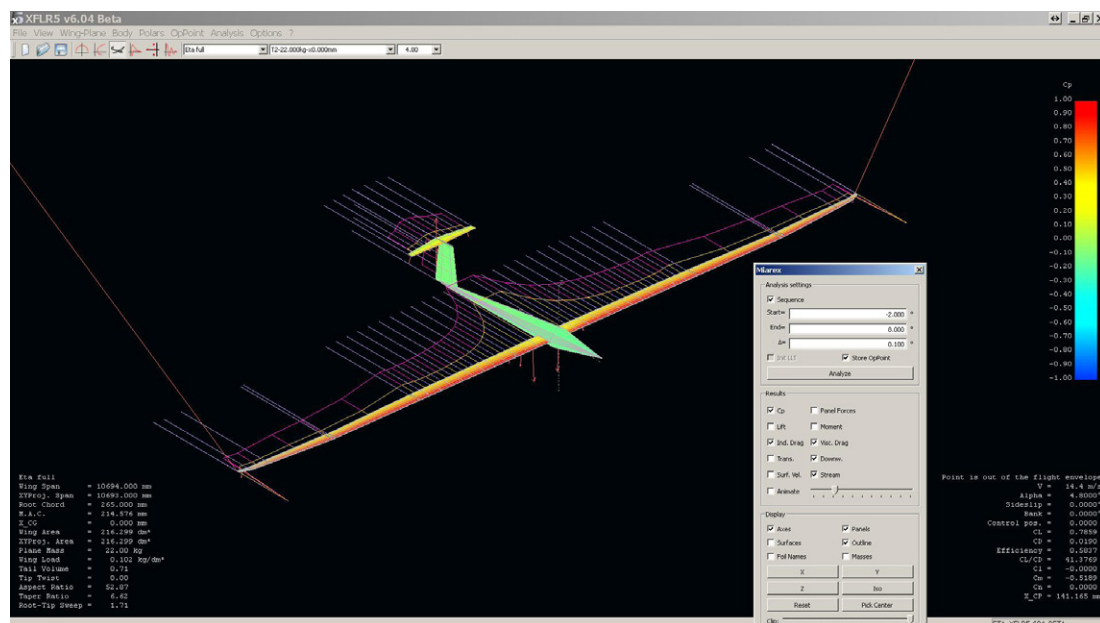 XFLR5 v6.04 Beta
File View Wing-Plane Body Polars OpPoint Analysis Options ?
Eta full T2-22.000kg-x0.000mm 4.80
Cp
1.00
0.90
0.80
0.70
0.60
0.50
0.40
0.30
0.20
0.10
0.00
-0.10
-0.20
-0.30
-0.40
-0.50
-0.60
-0.70
-0.80
-0.90
-1.00
Miarex
Analysis settings
Sequence
Start= -2.000 °
End= 8.000 °
Δ= 0.100 °
Init LLT Store OpPoint
Analyze
Results
Cp Panel Forces
Lift Moment
Ind. Drag Visc. Drag
Trans. Downw.
Surf. Vel. Stream
Animate
Display
Axes Panels
Surfaces Outline
Foil Names Masses
X Y
Z Iso
Reset Pick Center
Clip:
Eta full
Wing Span = 10694.000 mm
XYProj. Span = 10693.000 mm
Root Chord = 265.000 mm
M.A.C. = 214.576 mm
X_CG = 0.000 mm
Wing Area = 216.299 dm²
XYProj. Area = 216.299 dm²
Plane Mass = 22.00 kg
Wing Load = 0.102 kg/dm²
Tail Volume = 0.71
Tip Twist = 0.00
Aspect Ratio = 52.87
Taper Ratio = 6.62
Root-Tip Sweep = 1.71
Point is out of the flight envelope
V = 14.4 m/s
Alpha = 4.8000°
Sideslip = 0.0000°
Bank = 0.0000°
Control pos. = 0.0000
CL = 0.7859
CD = 0.0190
Efficiency = 0.5837
CL/CD = 41.3769
Cl = -0.0000
Cm = -0.5189
Cn = 0.0000
X_CP = 141.165 mm